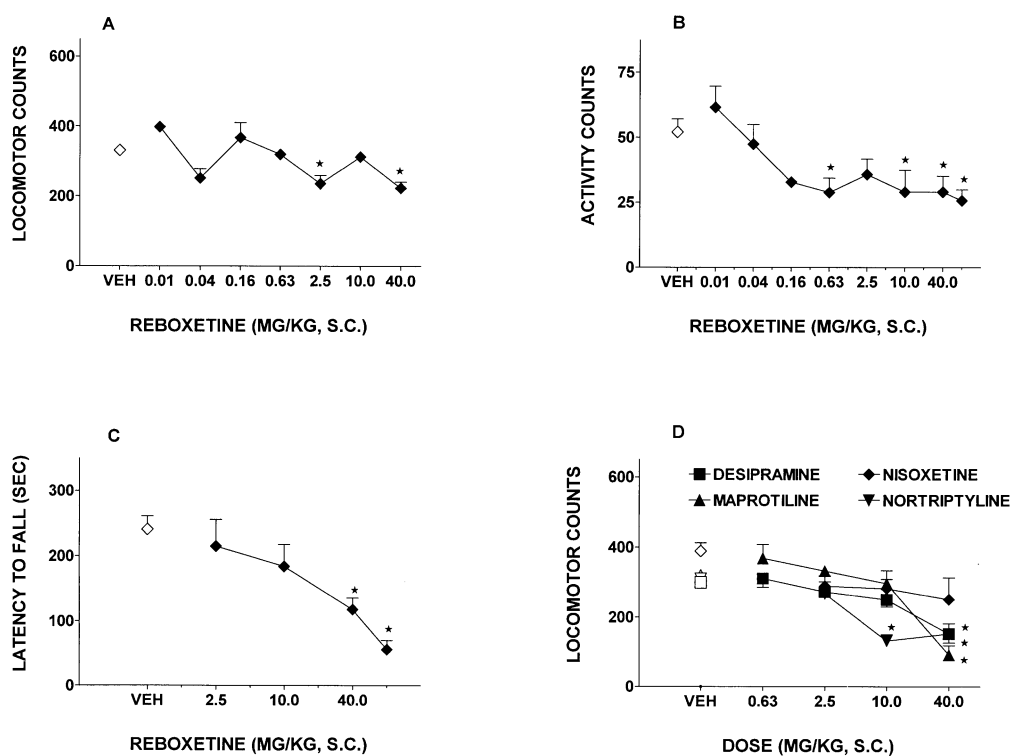 A
LOCOMOTOR COUNTS
600
400
200
0
VEH 0.01 0.04 0.16 0.63 2.5 10.0 40.0
REBOXETINE (MG/KG, S.C.)
B
ACTIVITY COUNTS
75
50
25
0
VEH 0.01 0.04 0.16 0.63 2.5 10.0 40.0
REBOXETINE (MG/KG, S.C.)
C
LATENCY TO FALL (SEC)
300
200
100
0
VEH 2.5 10.0 40.0
REBOXETINE (MG/KG, S.C.)
D
LOCOMOTOR COUNTS
DESIPRAMINE NISOXETINE
MAPROTILINE NORTRIPTYLINE
600
400
200
0
VEH 0.63 2.5 10.0 40.0
DOSE (MG/KG, S.C.)